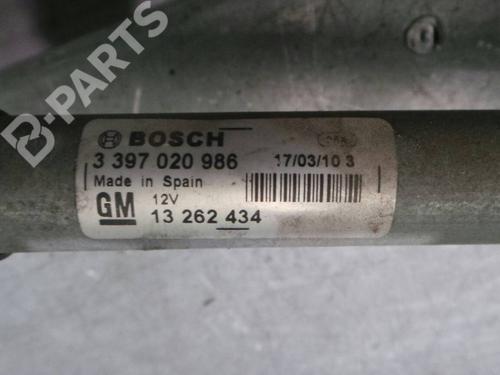 B-PARTS
BOSCH
3 397 020 986
17/03/10 3
Made in Spain
12V
GM
13 262 434